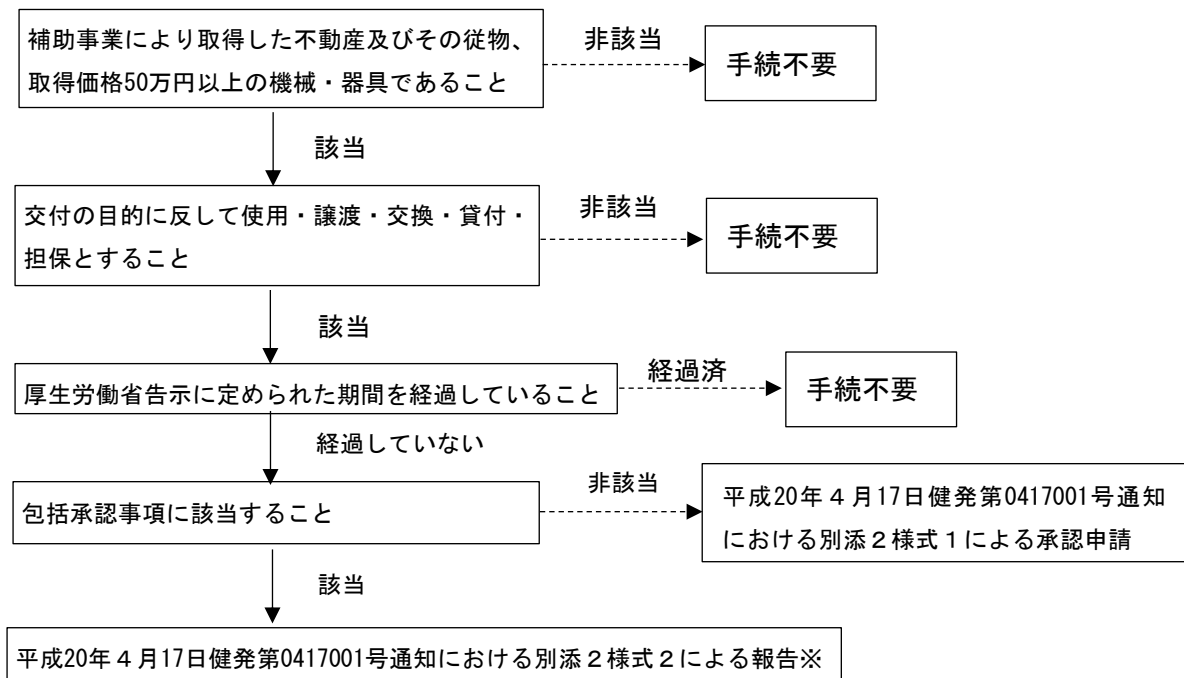 補助事業により取得した不動産及びその従物、
取得価格50万円以上の機械・器具であること
非該当
手続不要
該当
交付の目的に反して使用・譲渡・交換・貸付・
担保とすること
非該当
手続不要
該当
厚生労働省告示に定められた期間を経過していること
経過済
手続不要
経過していない
包括承認事項に該当すること
非該当
平成20年４月17日健発第0417001号通知
における別添２様式１による承認申請
該当
平成20年４月17日健発第0417001号通知における別添２様式２による報告※